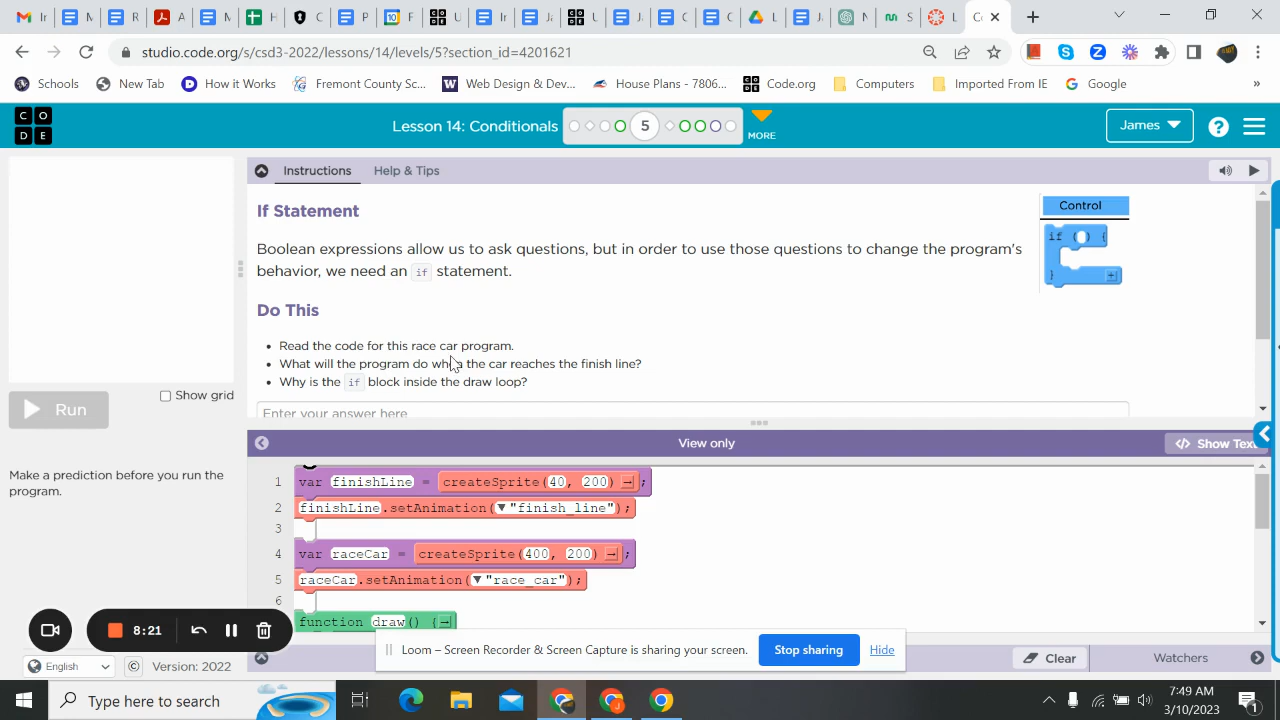 Ir
M
R
A
M
H
C
P
F
U
Ir
J
C
J
C
C
L
J
P
S
L
C
studio.code.org/s/csd3-2022/lessons/14/levels/5?section_id=4201621
Schools
New Tab
How it Works
Fremont County Sc...
Web Design & Dev...
House Plans - 7806...
Code.org
Computers
Imported From IE
Google
»
C O
D E
Lesson 14: Conditionals
5
MORE
James
?
Instructions
Help & Tips
If Statement
Boolean expressions allow us to ask questions, but in order to use those questions to change the program's
behavior, we need an if statement.
Control
if ( ) {
}
Do This
Read the code for this race car program.
What will the program do when the car reaches the finish line?
Why is the if block inside the draw loop?
Enter your answer here
Show grid
Run
Make a prediction before you run the
program.
View only
</> Show Text
1 var finishLine = createSprite(40, 200);
2 finishLine.setAnimation("finish_line");
3
4 var raceCar = createSprite(400, 200);
5 raceCar.setAnimation("race_car");
6
function draw() {
8:21
Loom – Screen Recorder & Screen Capture is sharing your screen.
Stop sharing
Hide
English
©
Version: 2022
Clear
Watchers
Type here to search
7:49 AM
3/10/2023
1